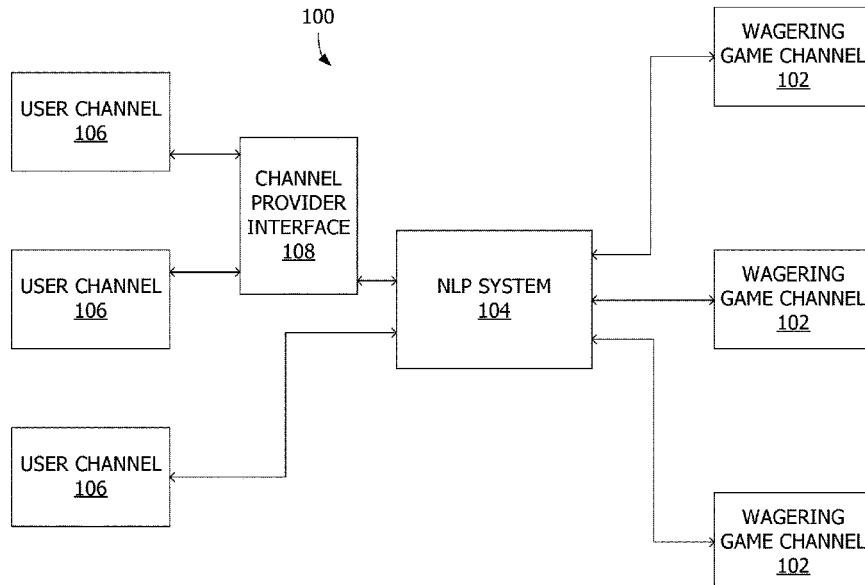 100
USER CHANNEL
106
USER CHANNEL
106
USER CHANNEL
106
CHANNEL
PROVIDER
INTERFACE
108
NLP SYSTEM
104
WAGERING
GAME CHANNEL
102
WAGERING
GAME CHANNEL
102
WAGERING
GAME CHANNEL
102